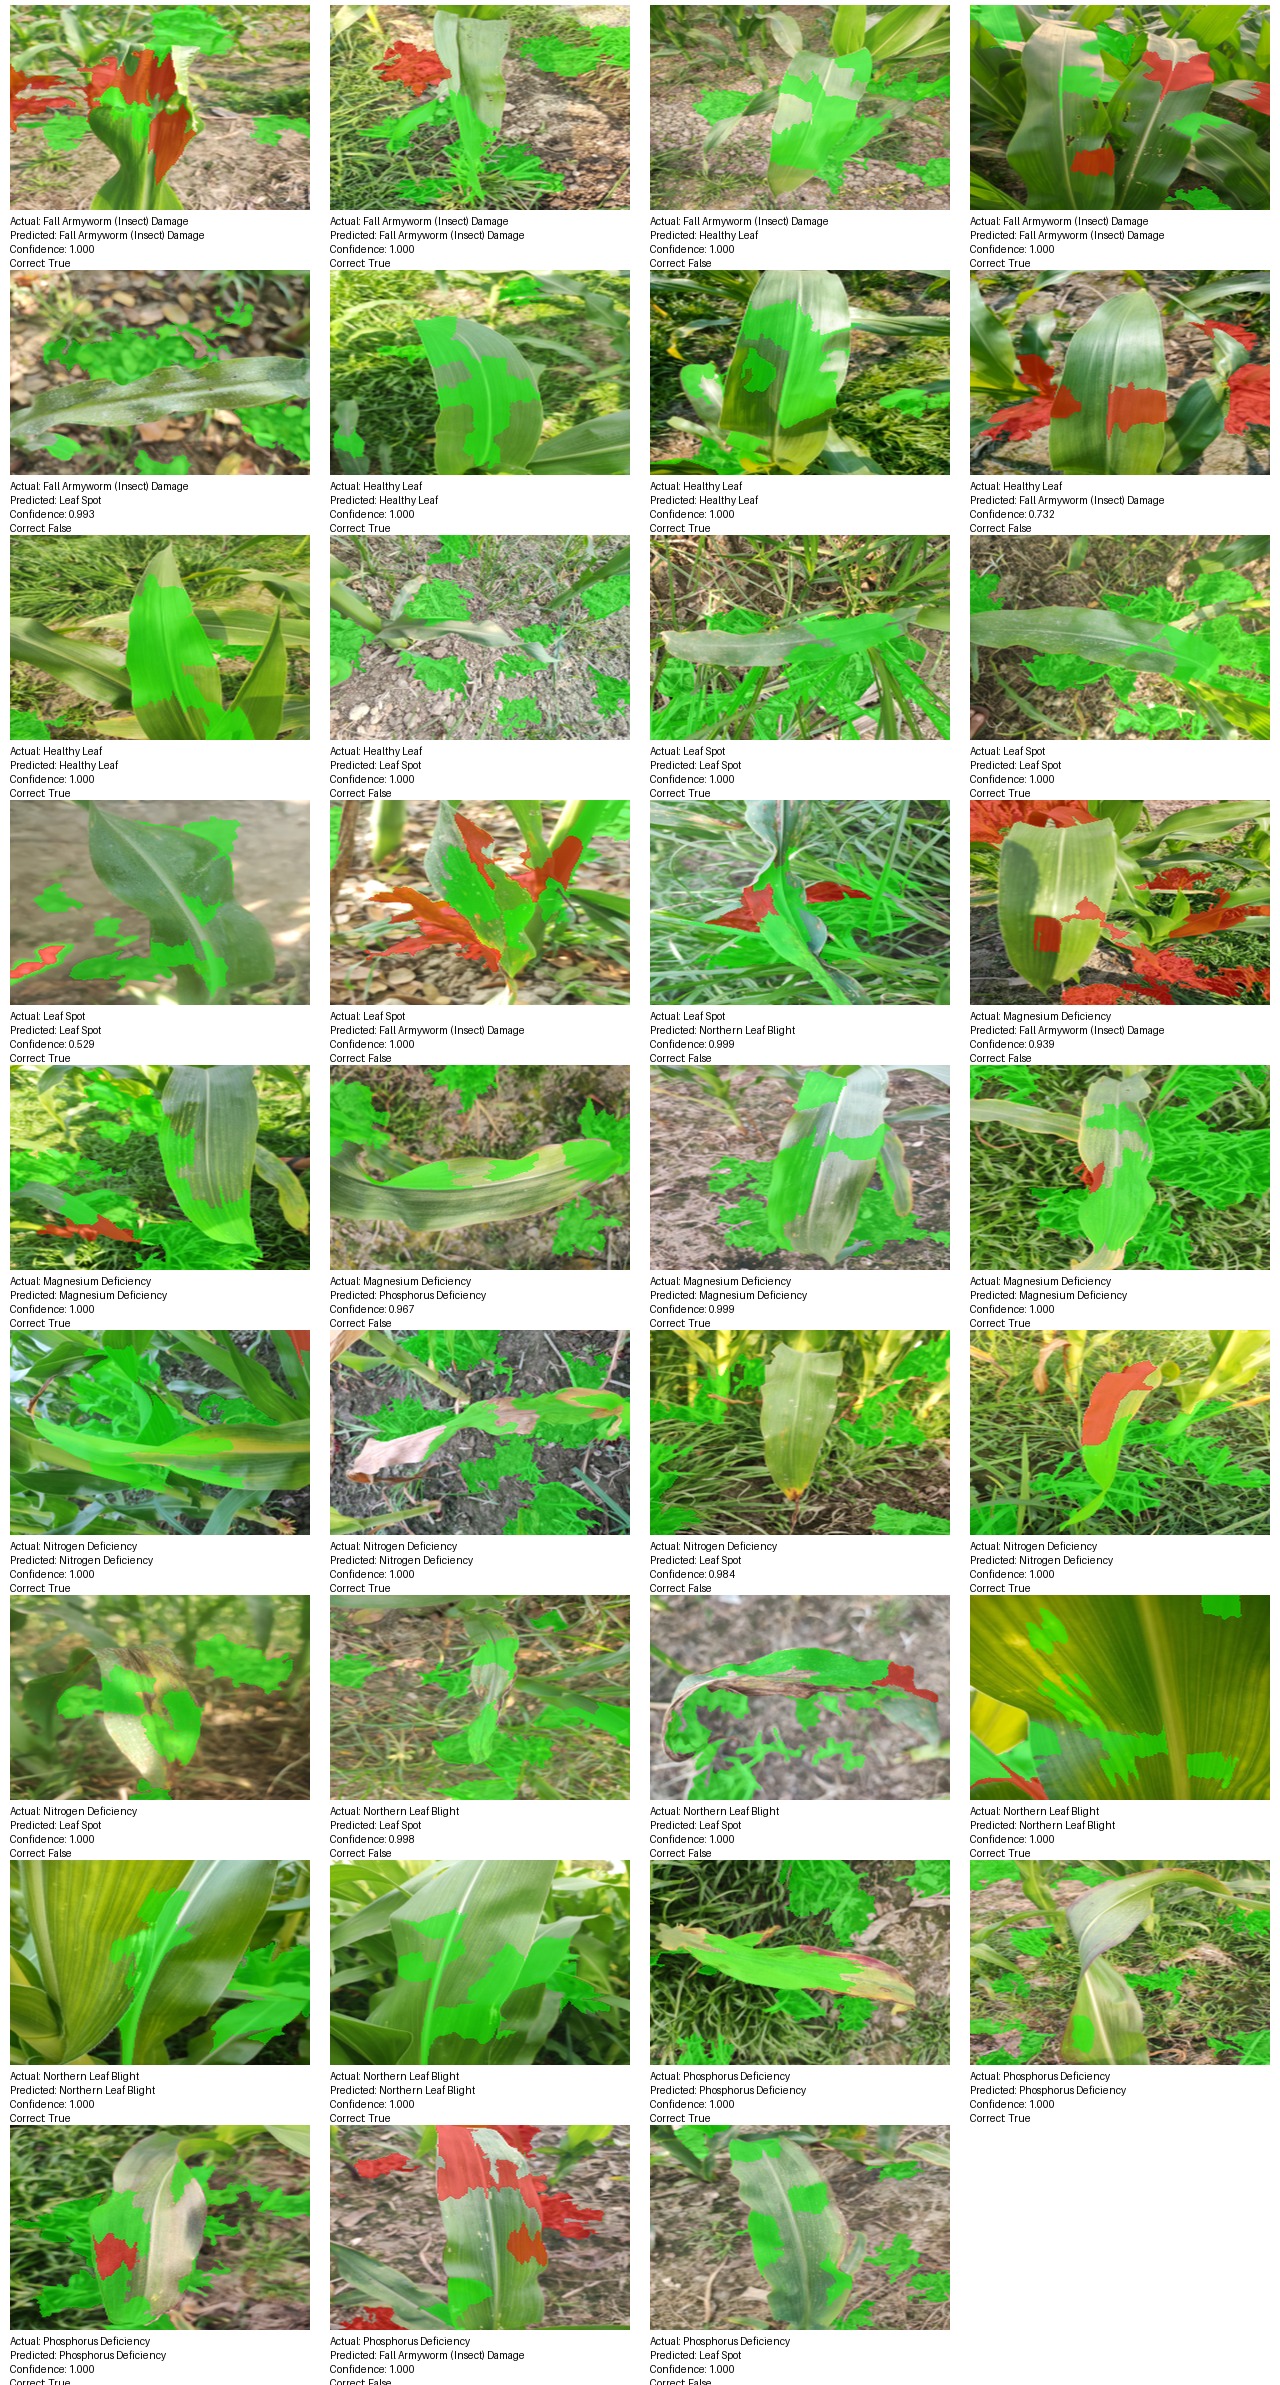 Actual: Fall Armyworm (Insect) Damage
Predicted: Fall Armyworm (Insect) Damage
Confidence: 1.000
Correct: True
Actual: Fall Armyworm (Insect) Damage
Predicted: Fall Armyworm (Insect) Damage
Confidence: 1.000
Correct: True
Actual: Fall Armyworm (Insect) Damage
Predicted: Healthy Leaf
Confidence: 1.000
Correct: False
Actual: Fall Armyworm (Insect) Damage
Predicted: Fall Armyworm (Insect) Damage
Confidence: 1.000
Correct: True
Actual: Fall Armyworm (Insect) Damage
Predicted: Leaf Spot
Confidence: 0.993
Correct: False
Actual: Healthy Leaf
Predicted: Healthy Leaf
Confidence: 1.000
Correct: True
Actual: Healthy Leaf
Predicted: Healthy Leaf
Confidence: 1.000
Correct: True
Actual: Healthy Leaf
Predicted: Fall Armyworm (Insect) Damage
Confidence: 0.732
Correct: False
Actual: Healthy Leaf
Predicted: Healthy Leaf
Confidence: 1.000
Correct: True
Actual: Healthy Leaf
Predicted: Leaf Spot
Confidence: 1.000
Correct: False
Actual: Leaf Spot
Predicted: Leaf Spot
Confidence: 1.000
Correct: True
Actual: Leaf Spot
Predicted: Leaf Spot
Confidence: 1.000
Correct: True
Actual: Leaf Spot
Predicted: Leaf Spot
Confidence: 0.529
Correct: True
Actual: Leaf Spot
Predicted: Fall Armyworm (Insect) Damage
Confidence: 1.000
Correct: False
Actual: Leaf Spot
Predicted: Northern Leaf Blight
Confidence: 0.999
Correct: False
Actual: Magnesium Deficiency
Predicted: Fall Armyworm (Insect) Damage
Confidence: 0.939
Correct: False
Actual: Magnesium Deficiency
Predicted: Magnesium Deficiency
Confidence: 1.000
Correct: True
Actual: Magnesium Deficiency
Predicted: Phosphorus Deficiency
Confidence: 0.967
Correct: False
Actual: Magnesium Deficiency
Predicted: Magnesium Deficiency
Confidence: 0.999
Correct: True
Actual: Magnesium Deficiency
Predicted: Magnesium Deficiency
Confidence: 1.000
Correct: True
Actual: Nitrogen Deficiency
Predicted: Nitrogen Deficiency
Confidence: 1.000
Correct: True
Actual: Nitrogen Deficiency
Predicted: Nitrogen Deficiency
Confidence: 1.000
Correct: True
Actual: Nitrogen Deficiency
Predicted: Leaf Spot
Confidence: 0.984
Correct: False
Actual: Nitrogen Deficiency
Predicted: Nitrogen Deficiency
Confidence: 1.000
Correct: True
Actual: Nitrogen Deficiency
Predicted: Leaf Spot
Confidence: 1.000
Correct: False
Actual: Northern Leaf Blight
Predicted: Leaf Spot
Confidence: 0.998
Correct: False
Actual: Northern Leaf Blight
Predicted: Leaf Spot
Confidence: 1.000
Correct: False
Actual: Northern Leaf Blight
Predicted: Northern Leaf Blight
Confidence: 1.000
Correct: True
Actual: Northern Leaf Blight
Predicted: Northern Leaf Blight
Confidence: 1.000
Correct: True
Actual: Northern Leaf Blight
Predicted: Northern Leaf Blight
Confidence: 1.000
Correct: True
Actual: Phosphorus Deficiency
Predicted: Phosphorus Deficiency
Confidence: 1.000
Correct: True
Actual: Phosphorus Deficiency
Predicted: Phosphorus Deficiency
Confidence: 1.000
Correct: True
Actual: Phosphorus Deficiency
Predicted: Phosphorus Deficiency
Confidence: 1.000
Correct: True
Actual: Phosphorus Deficiency
Predicted: Fall Armyworm (Insect) Damage
Confidence: 1.000
Correct: False
Actual: Phosphorus Deficiency
Predicted: Leaf Spot
Confidence: 1.000
Correct: False